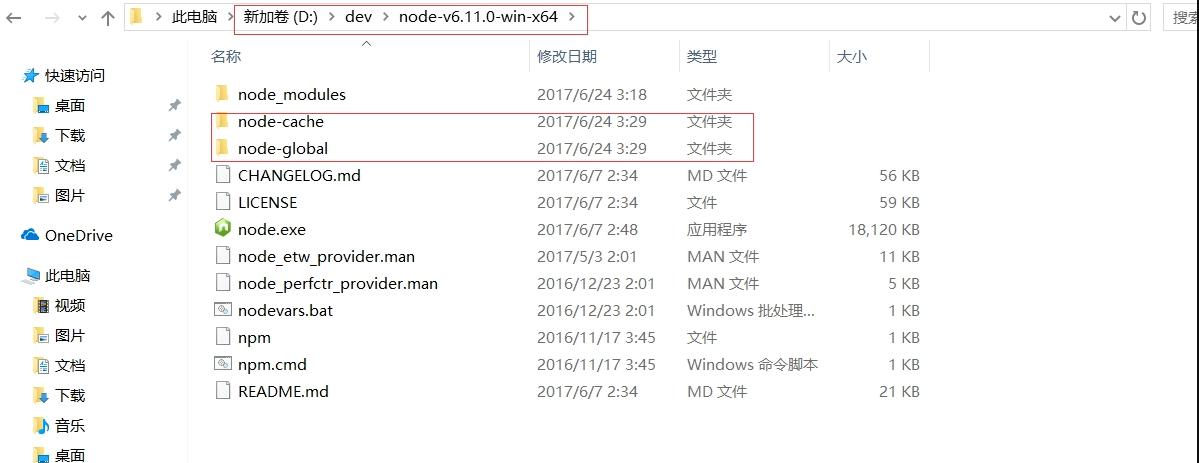 此电脑 新加卷 (D:) dev node-v6.11.0-win-x64 搜索
名称 修改日期 类型 大小
快速访问
桌面
下载
文档
图片
OneDrive
此电脑
视频
图片
文档
下载
音乐
桌面
node_modules 2017/6/24 3:18 文件夹
node-cache 2017/6/24 3:29 文件夹
node-global 2017/6/24 3:29 文件夹
CHANGELOG.md 2017/6/7 2:34 MD 文件 56 KB
LICENSE 2017/6/7 2:34 文件 59 KB
node.exe 2017/6/7 2:48 应用程序 18,120 KB
node_etw_provider.man 2017/5/3 2:01 MAN 文件 11 KB
node_perfctr_provider.man 2016/12/23 2:01 MAN 文件 5 KB
nodevars.bat 2016/12/23 2:01 Windows 批处理... 1 KB
npm 2016/11/17 3:45 文件 1 KB
npm.cmd 2016/11/17 3:45 Windows 命令脚本 1 KB
README.md 2017/6/7 2:34 MD 文件 21 KB